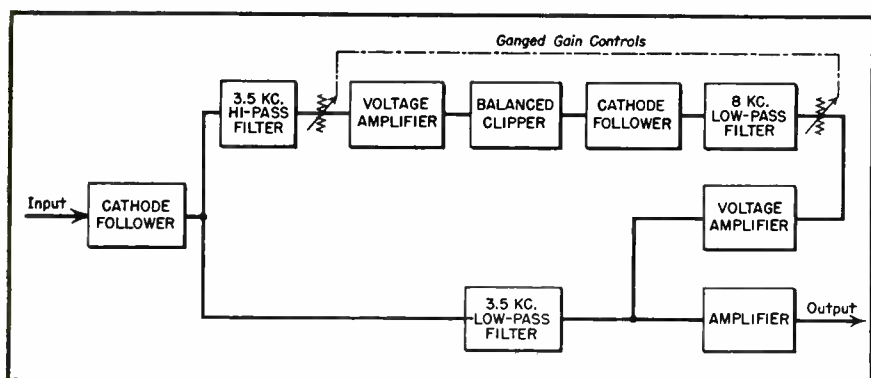 Ganged Gain Controls
3.5 KC.
HI-PASS
FILTER
VOLTAGE
AMPLIFIER
BALANCED
CLIPPER
CATHODE
FOLLOWER
8 KC.
LOW-PASS
FILTER
Input
CATHODE
FOLLOWER
VOLTAGE
AMPLIFIER
3.5 KC.
LOW-PASS
FILTER
AMPLIFIER
Output